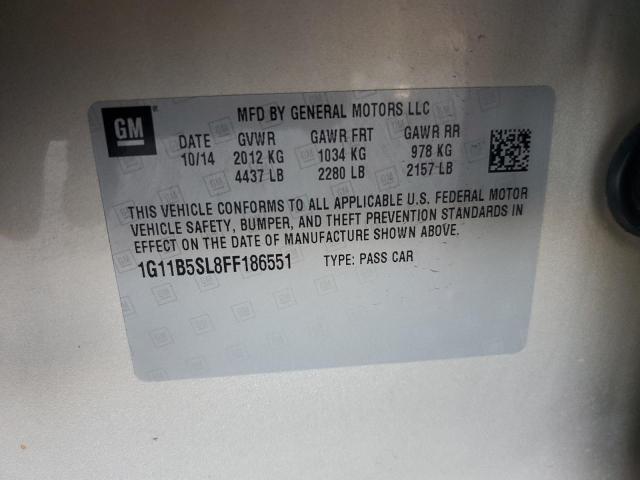 GM
MFD BY GENERAL MOTORS LLC
DATE GVWR GAWR FRT GAWR RR
10/14 2012 KG 1034 KG 978 KG
4437 LB 2280 LB 2157 LB
THIS VEHICLE CONFORMS TO ALL APPLICABLE U.S. FEDERAL MOTOR
VEHICLE SAFETY, BUMPER, AND THEFT PREVENTION STANDARDS IN
EFFECT ON THE DATE OF MANUFACTURE SHOWN ABOVE.
1G11B5SL8FF186551 TYPE: PASS CAR